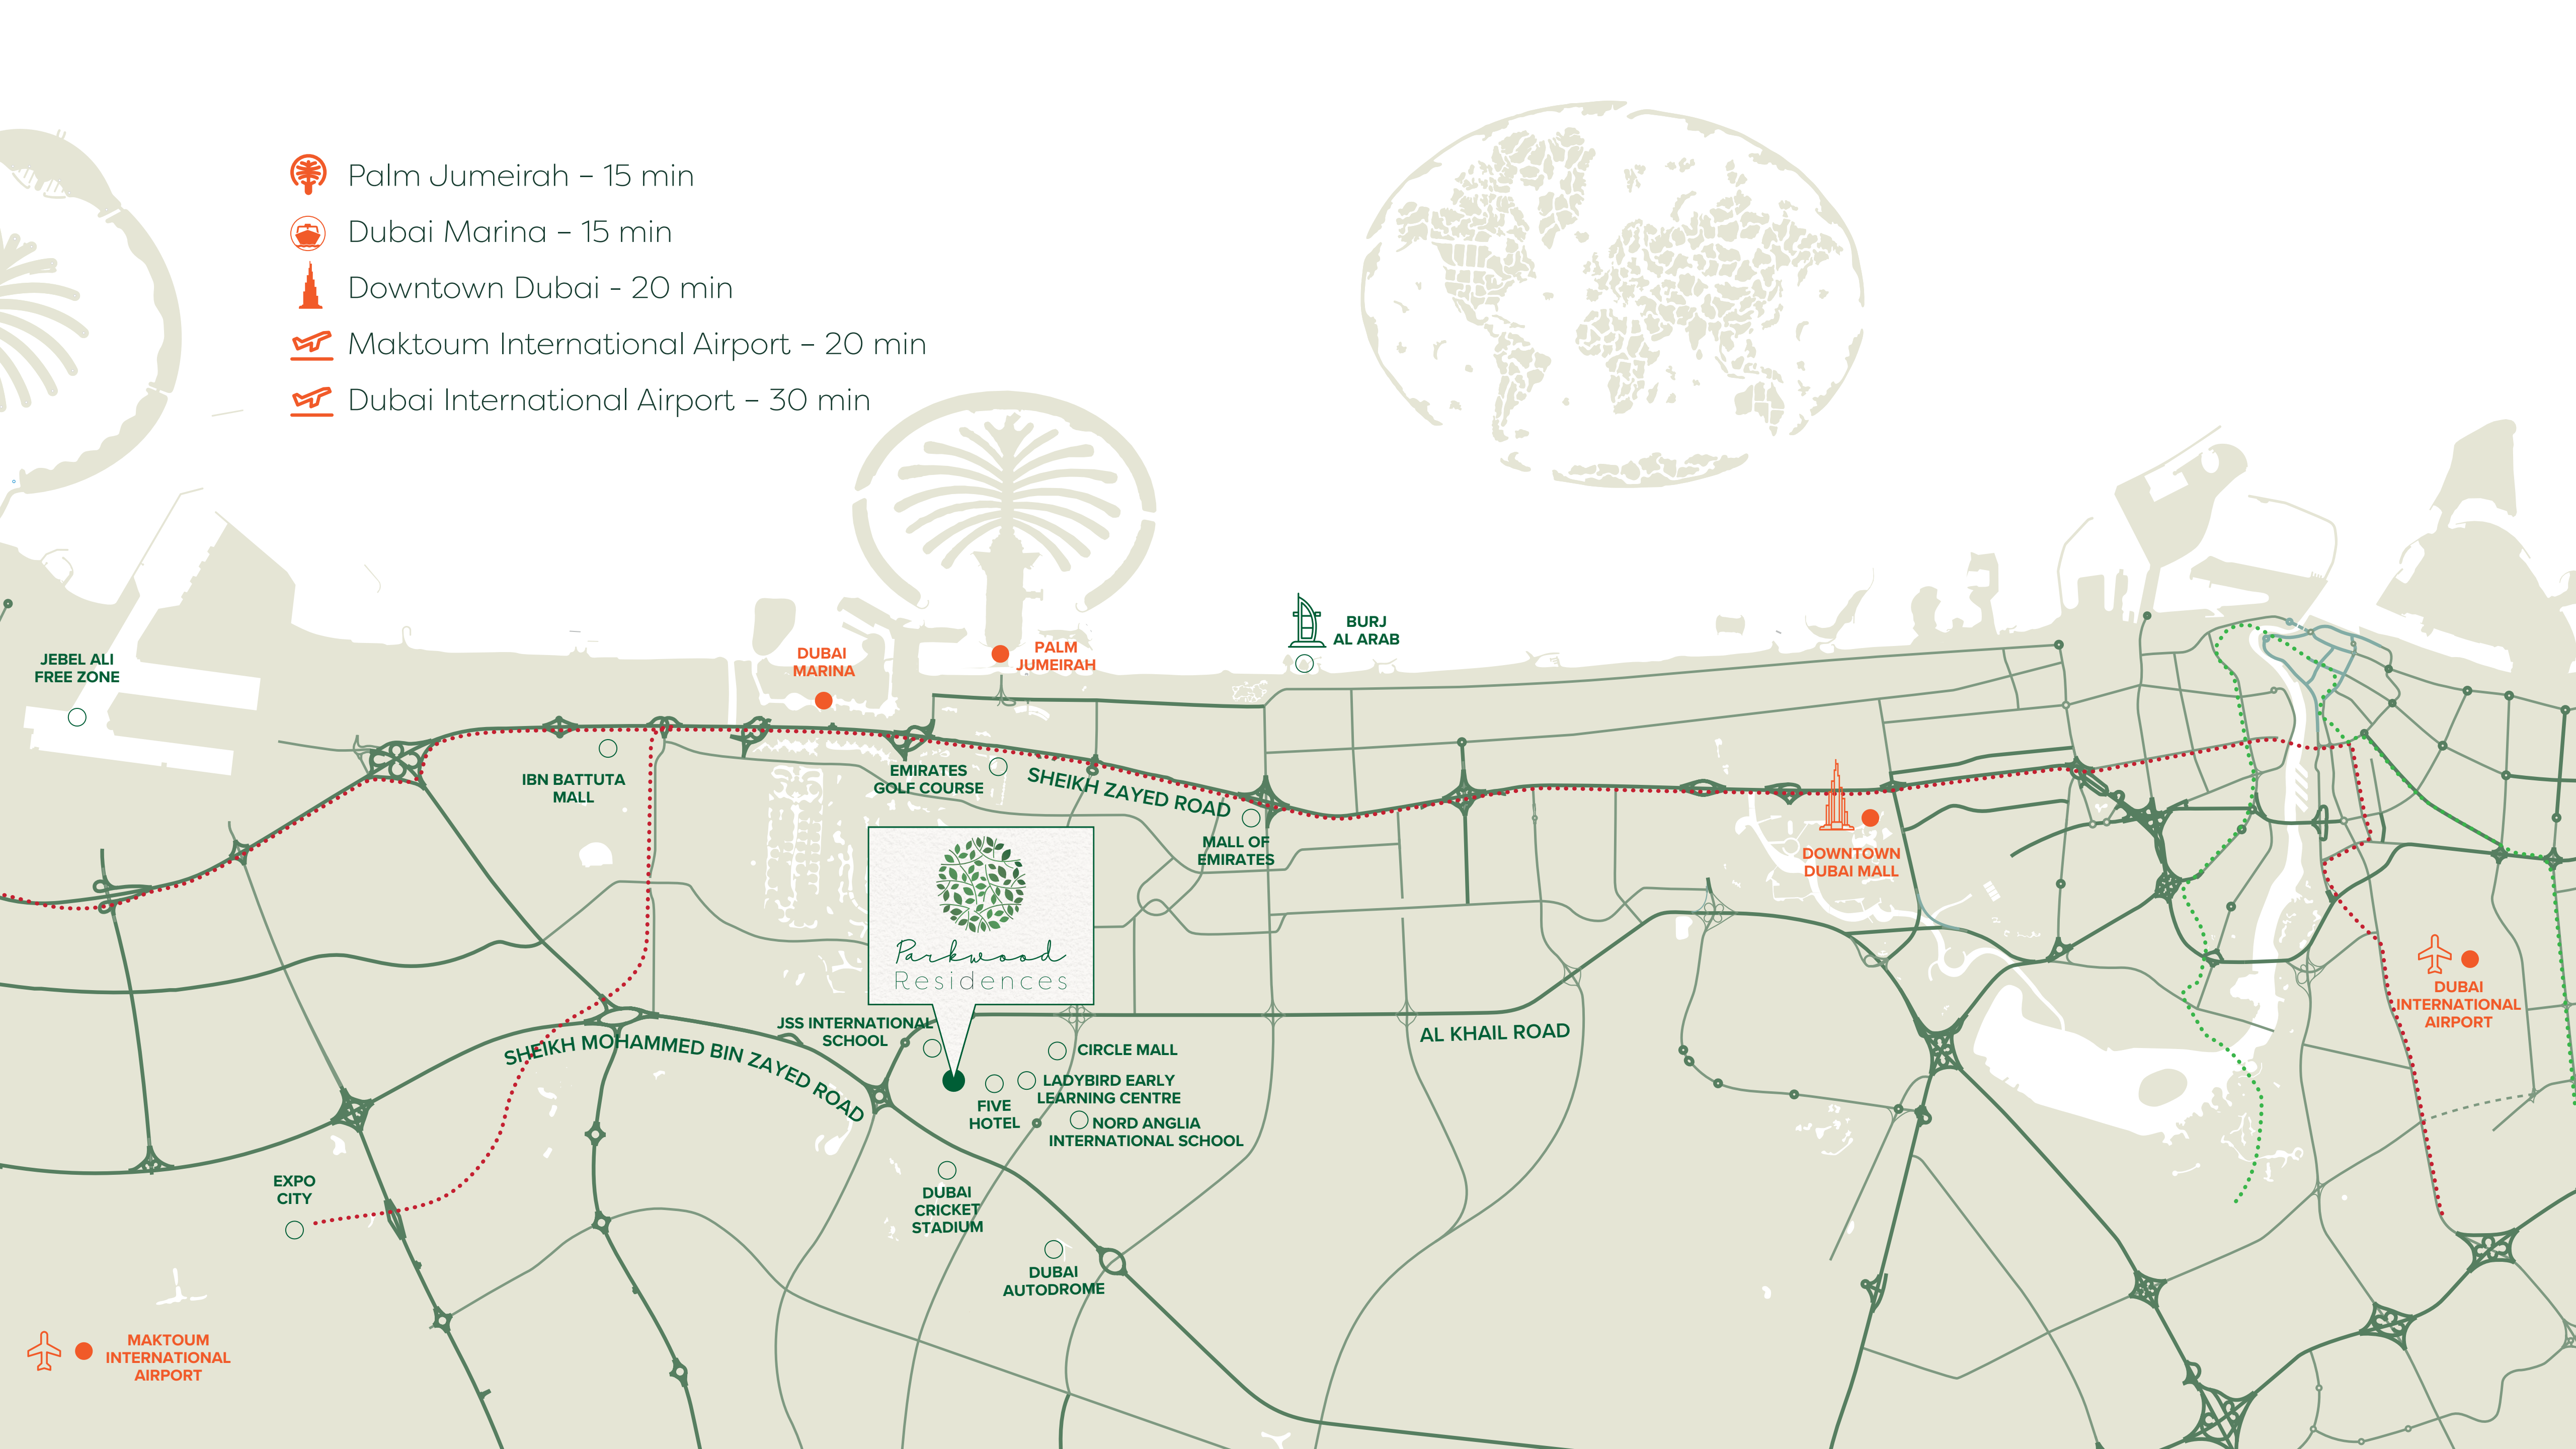 Palm Jumeirah – 15 min
Dubai Marina – 15 min
Downtown Dubai - 20 min
Maktoum International Airport – 20 min
Dubai International Airport – 30 min
JEBEL ALI
FREE ZONE
DUBAI
MARINA
PALM
JUMEIRAH
BURJ
AL ARAB
IBN BATTUTA
MALL
EMIRATES
GOLF COURSE
SHEIKH ZAYED ROAD
MALL OF
EMIRATES
DOWNTOWN
DUBAI MALL
Parkwood
Residences
DUBAI
INTERNATIONAL
AIRPORT
JSS INTERNATIONAL
SCHOOL
SHEIKH MOHAMMED BIN ZAYED ROAD
AL KHAIL ROAD
CIRCLE MALL
LADYBIRD EARLY
LEARNING CENTRE
FIVE
HOTEL
NORD ANGLIA
INTERNATIONAL SCHOOL
EXPO
CITY
DUBAI
CRICKET
STADIUM
DUBAI
AUTODROME
MAKTOUM
INTERNATIONAL
AIRPORT